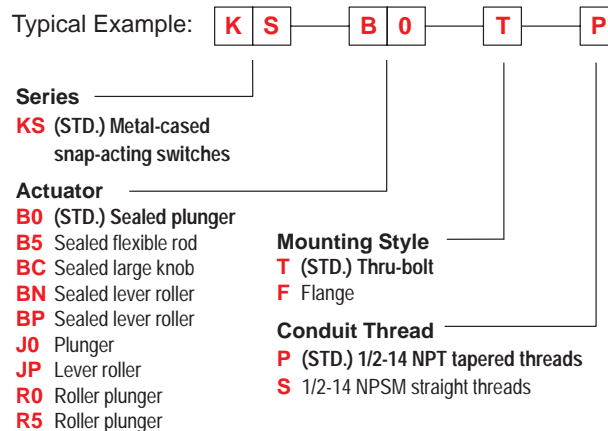 Typical Example: K S B 0 T P
Series
KS (STD.) Metal-cased
snap-acting switches
Actuator
B0 (STD.) Sealed plunger
B5 Sealed flexible rod
BC Sealed large knob
BN Sealed lever roller
BP Sealed lever roller
J0 Plunger
JP Lever roller
R0 Roller plunger
R5 Roller plunger
Mounting Style
T (STD.) Thru-bolt
F Flange
Conduit Thread
P (STD.) 1/2-14 NPT tapered threads
S 1/2-14 NPSM straight threads